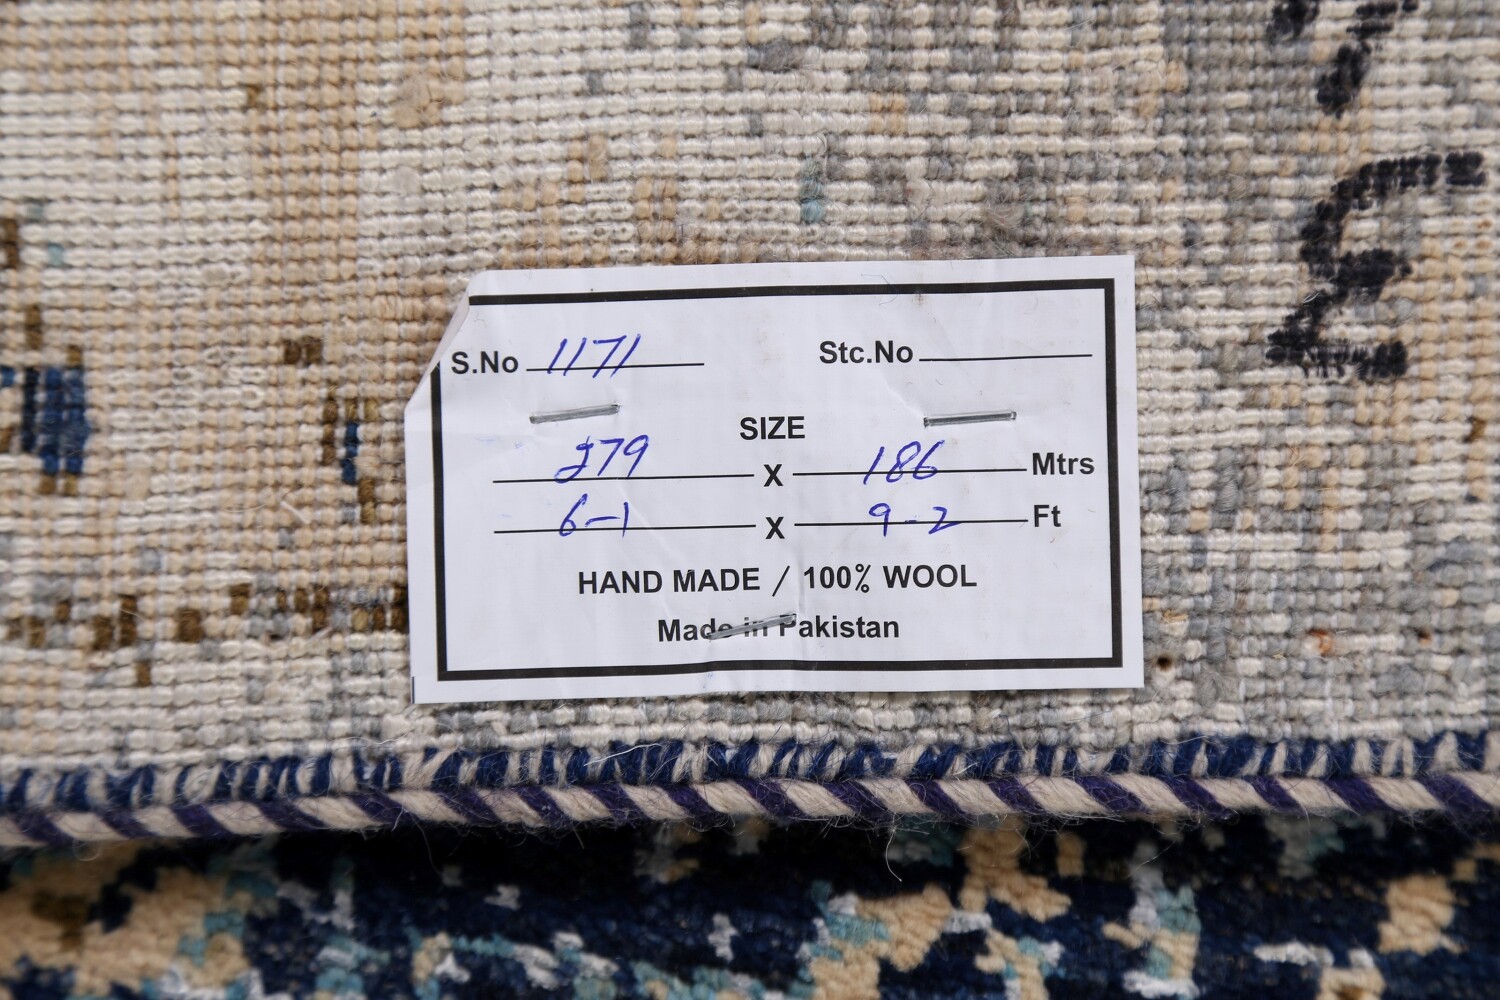 S.No 1171 Stc.No
SIZE
279 X 186 Mtrs
6-1 X 9-2 Ft
HAND MADE / 100% WOOL
Made in Pakistan